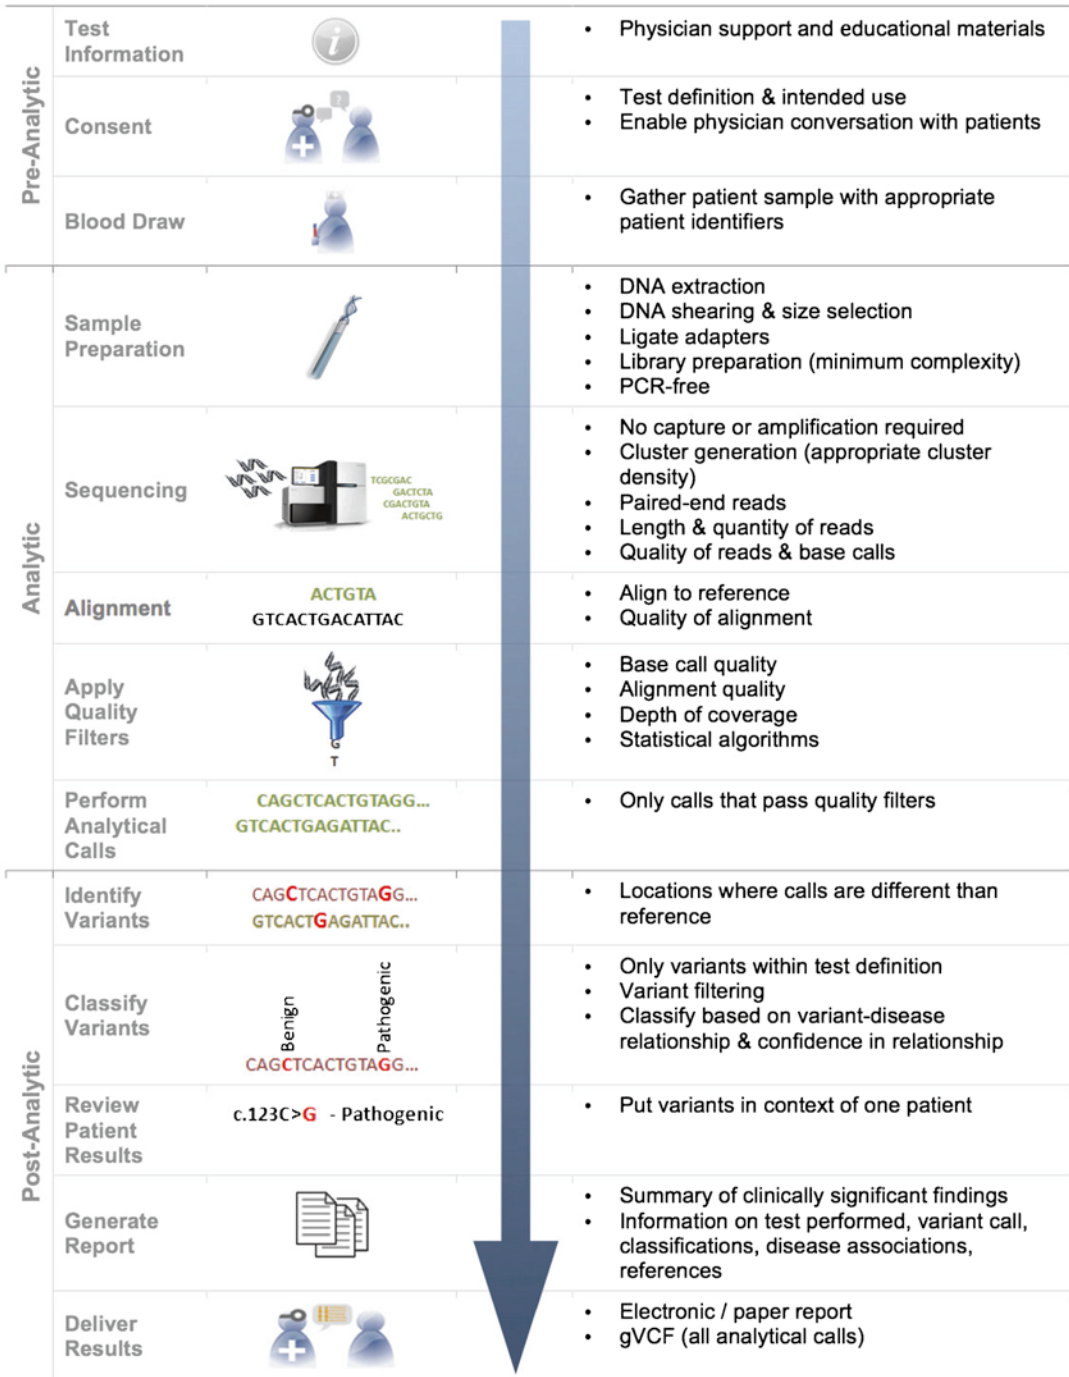 Pre-Analytic
Test
Information
i
• Physician support and educational materials
Consent
?
• Test definition & intended use
• Enable physician conversation with patients
Blood Draw
• Gather patient sample with appropriate
patient identifiers
Analytic
Sample
Preparation
• DNA extraction
• DNA shearing & size selection
• Ligate adapters
• Library preparation (minimum complexity)
• PCR-free
Sequencing
TCGCGAC
GACTCTA
CGACTGTA
ACTGCTG
• No capture or amplification required
• Cluster generation (appropriate cluster
density)
• Paired-end reads
• Length & quantity of reads
• Quality of reads & base calls
Alignment
ACTGTA
GTCACTGACATTAC
• Align to reference
• Quality of alignment
Apply
Quality
Filters
G
T
• Base call quality
• Alignment quality
• Depth of coverage
• Statistical algorithms
Perform
Analytical
Calls
CAGCTCACTGTAGG...
GTCACTGAGATTAC..
• Only calls that pass quality filters
Post-Analytic
Identify
Variants
CAGCTCACTGTAGG...
GTCACTGAGATTAC..
• Locations where calls are different than
reference
Classify
Variants
Benign
Pathogenic
CAGCTCACTGTAGG...
• Only variants within test definition
• Variant filtering
• Classify based on variant-disease
relationship & confidence in relationship
Review
Patient
Results
c.123C>G - Pathogenic
• Put variants in context of one patient
Generate
Report
• Summary of clinically significant findings
• Information on test performed, variant call,
classifications, disease associations,
references
Deliver
Results
• Electronic / paper report
• gVCF (all analytical calls)